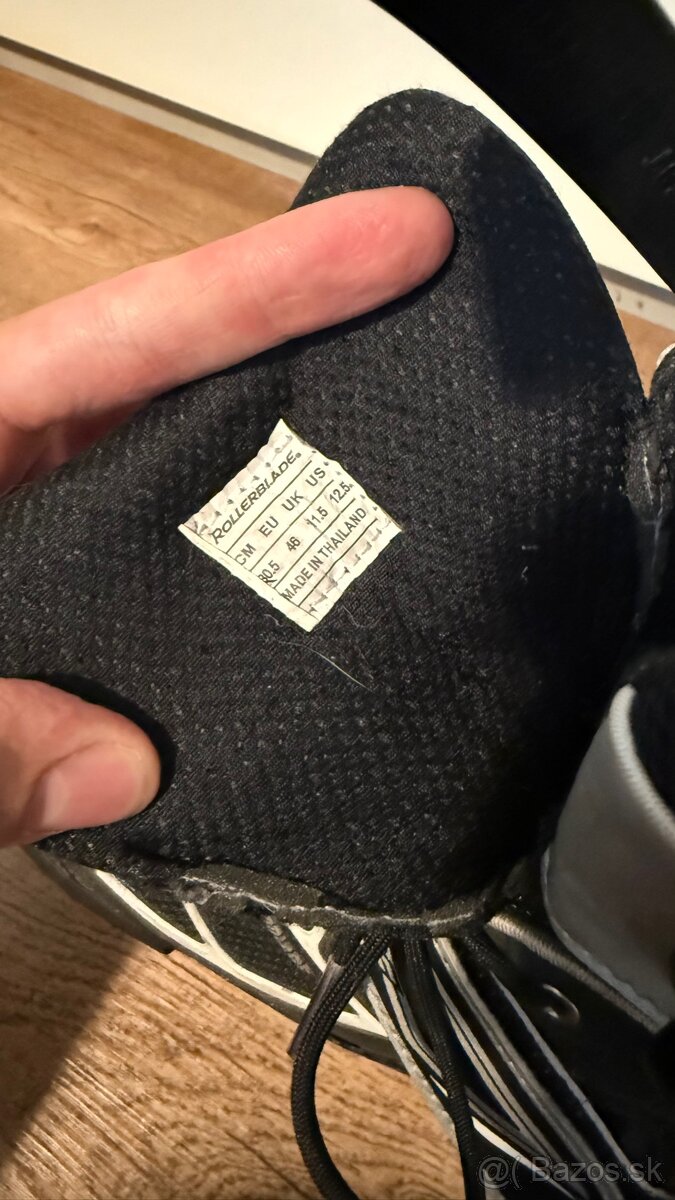 ROLLERBLADE®
CM EU UK US
30.5 46 11.5 12.5
MADE IN THAILAND
@( Bazos.sk